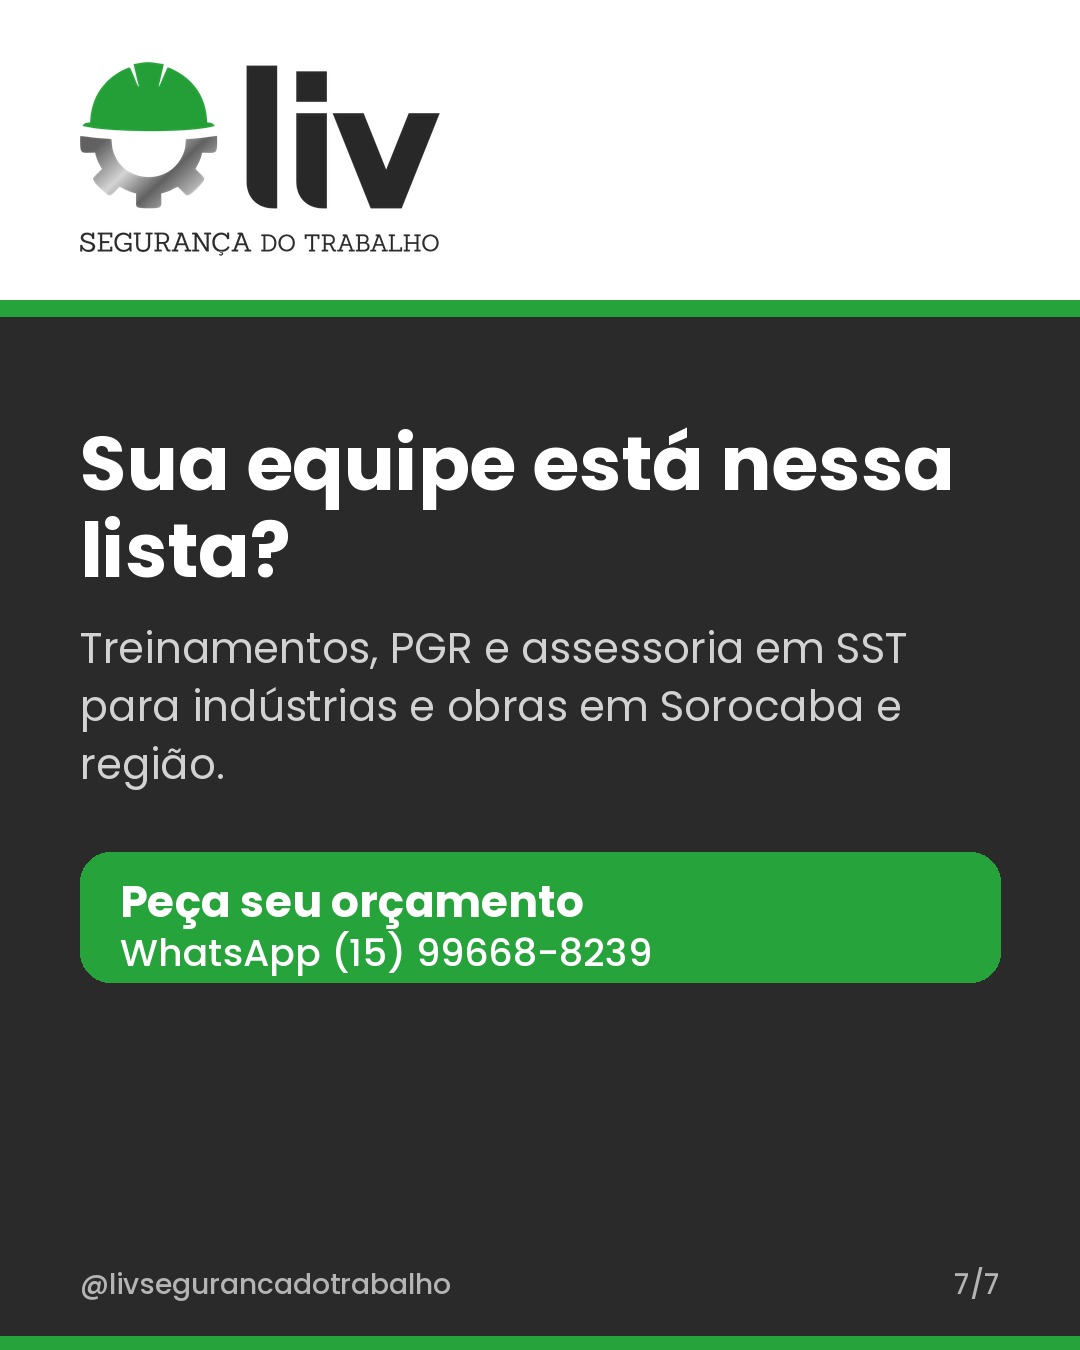 liv
SEGURANÇA DO TRABALHO
Sua equipe está nessa
lista?
Treinamentos, PGR e assessoria em SST
para indústrias e obras em Sorocaba e
região.
Peça seu orçamento
WhatsApp (15) 99668-8239
@livsegurancadotrabalho
7/7